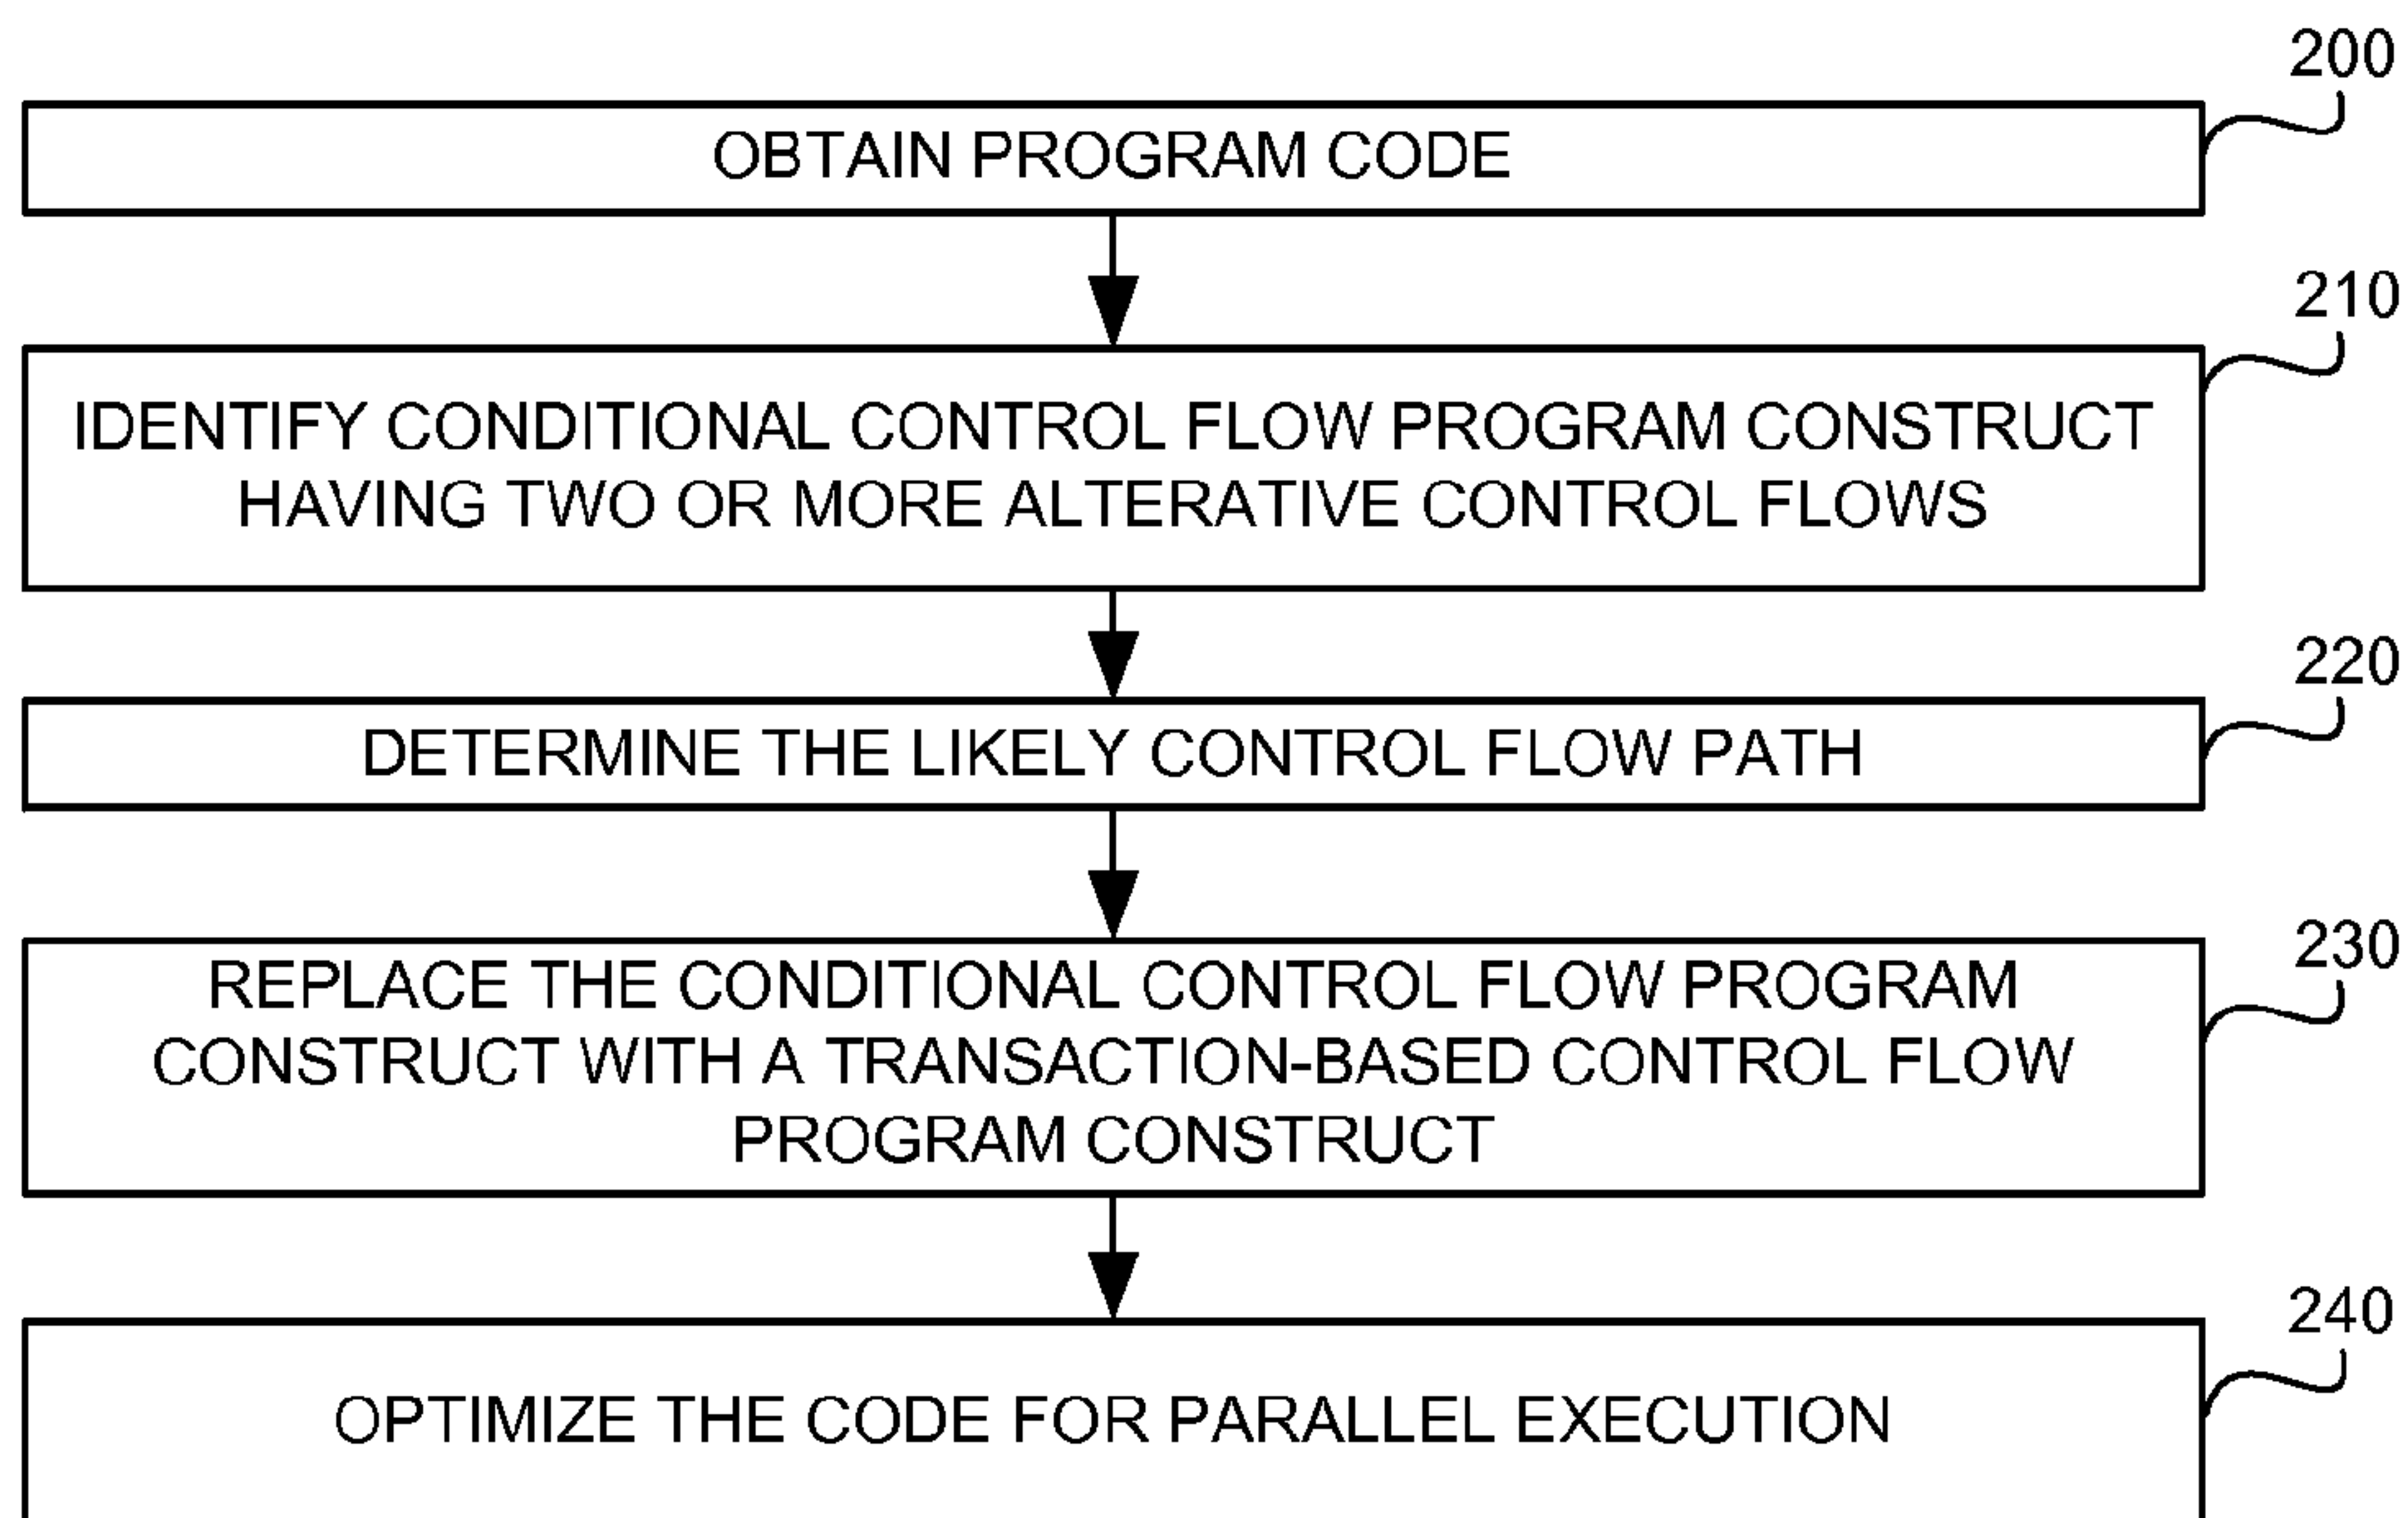 200
OBTAIN PROGRAM CODE
210
IDENTIFY CONDITIONAL CONTROL FLOW PROGRAM CONSTRUCT
HAVING TWO OR MORE ALTERATIVE CONTROL FLOWS
220
DETERMINE THE LIKELY CONTROL FLOW PATH
230
REPLACE THE CONDITIONAL CONTROL FLOW PROGRAM
CONSTRUCT WITH A TRANSACTION-BASED CONTROL FLOW
PROGRAM CONSTRUCT
240
OPTIMIZE THE CODE FOR PARALLEL EXECUTION